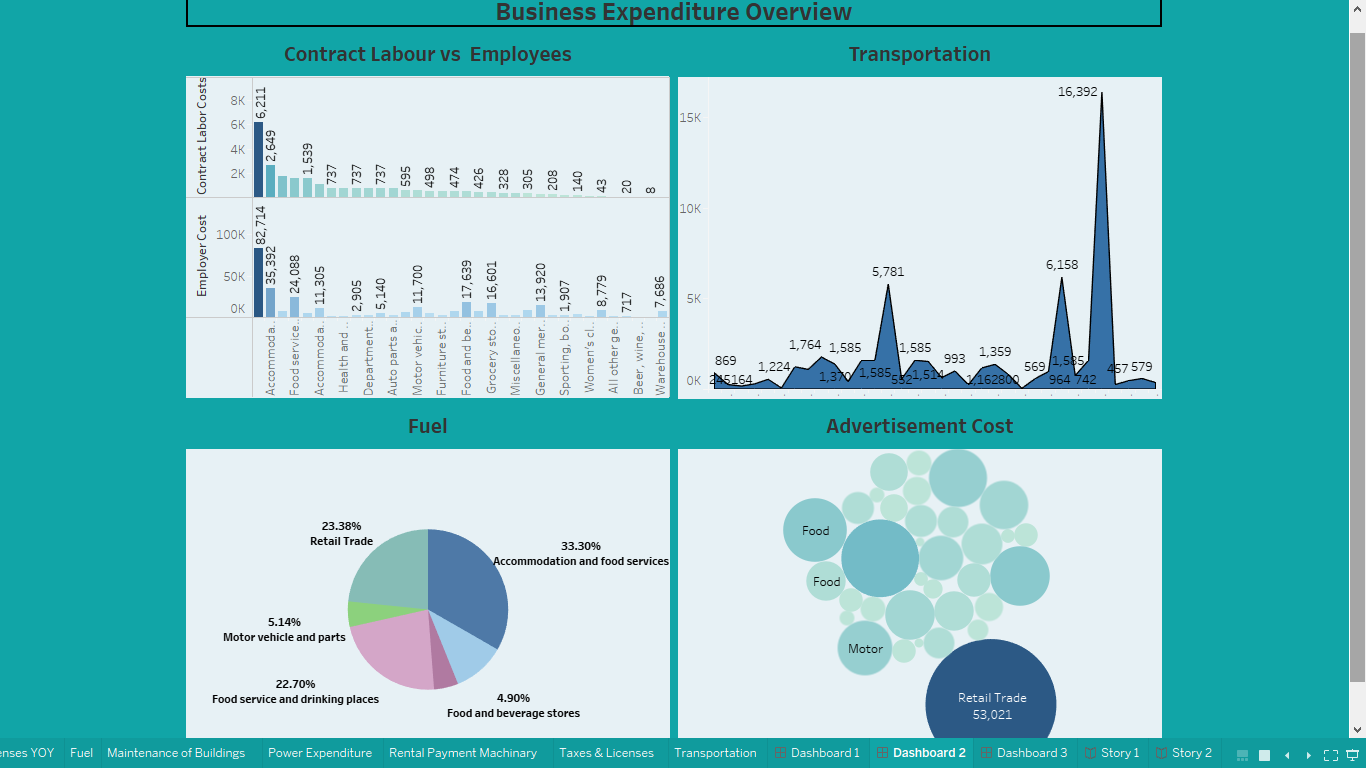 Business Expenditure Overview
Contract Labour vs  Employees
Contract Labor Costs
8K
6K
4K
2K
6,211
2,649
1,539
737
737
737
595
498
474
426
328
305
208
140
43
20
8
Employer Cost
100K
50K
0K
82,714
35,392
24,088
11,305
2,905
5,140
11,700
17,639
16,601
13,920
1,907
8,779
717
7,686
Accommoda..
Food service..
Accommoda..
Health and ..
Department..
Auto parts a..
Motor vehic..
Furniture st..
Food and be..
Grocery sto..
Miscellaneo..
General mer..
Sporting, bo..
Women's cl..
All other ge..
Beer, wine, ..
Warehouse ..
Transportation
15K
10K
5K
0K
16,392
5,781
6,158
869
1,764
1,585
1,585
993
1,359
1,224
569
1,585
457
579
245
164
1,370
1,585
552
1,514
1,162
800
964
742
Fuel
23.38%
Retail Trade
33.30%
Accommodation and food services
5.14%
Motor vehicle and parts
22.70%
Food service and drinking places
4.90%
Food and beverage stores
Advertisement Cost
Food
Food
Motor
Retail Trade
53,021
enses YOY
Fuel
Maintenance of Buildings
Power Expenditure
Rental Payment Machinary
Taxes & Licenses
Transportation
Dashboard 1
Dashboard 2
Dashboard 3
Story 1
Story 2